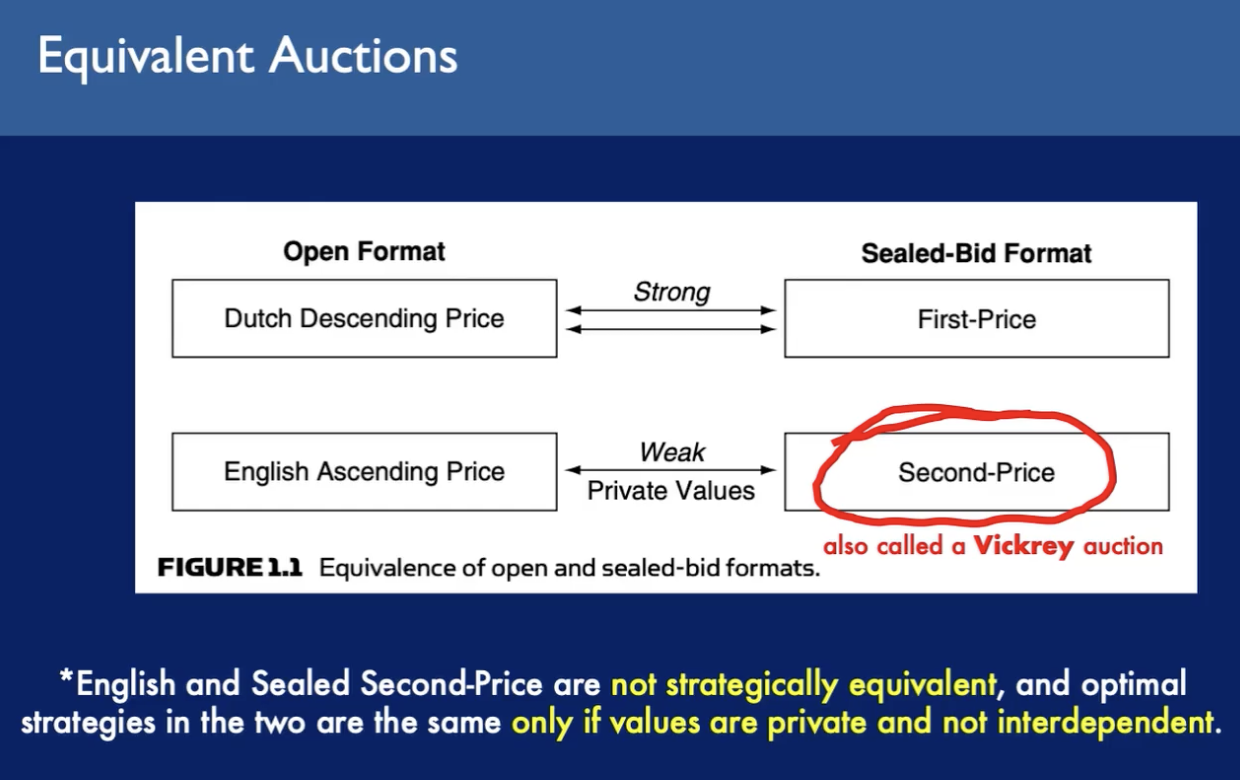 Equivalent Auctions
Open Format
Sealed-Bid Format
Dutch Descending Price
Strong
First-Price
English Ascending Price
Weak
Private Values
Second-Price
also called a Vickrey auction
FIGURE 1.1 Equivalence of open and sealed-bid formats.
*English and Sealed Second-Price are not strategically equivalent, and optimal
strategies in the two are the same only if values are private and not interdependent.